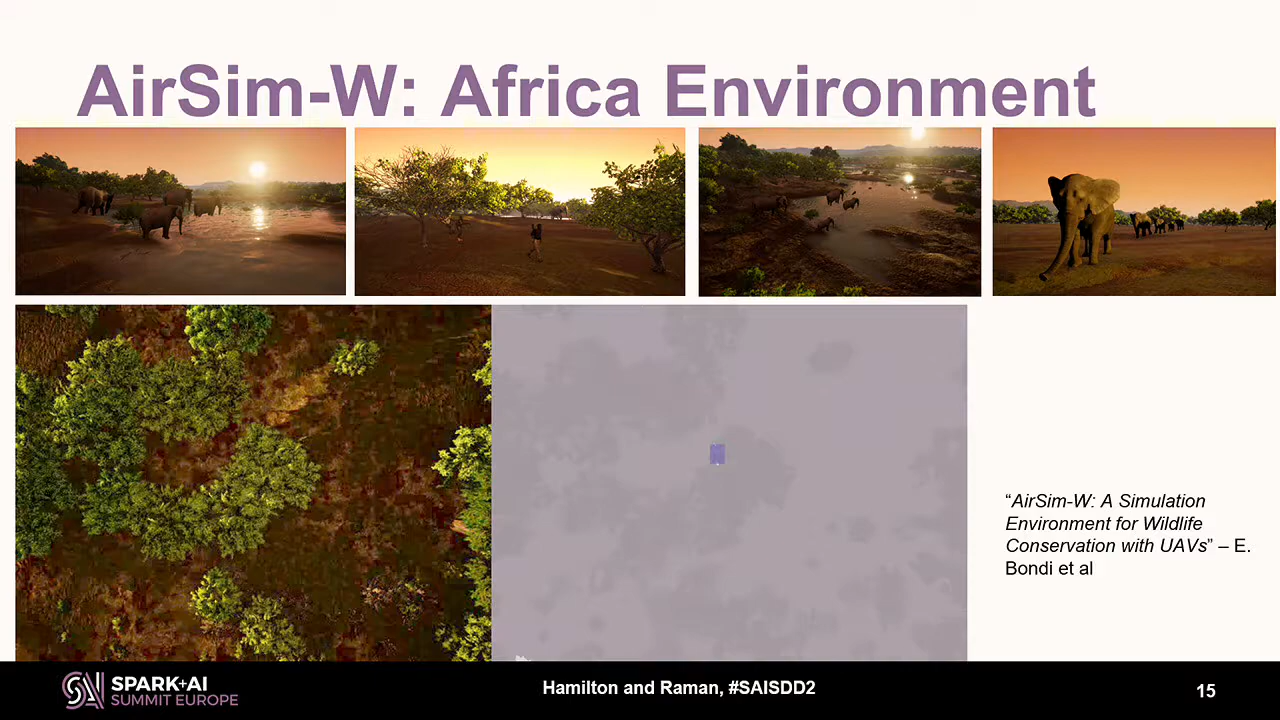 AirSim-W: Africa Environment
“AirSim-W: A Simulation
Environment for Wildlife
Conservation with UAVs” – E.
Bondi et al
SPARK+AI
SUMMIT EUROPE
Hamilton and Raman, #SAISDD2
15